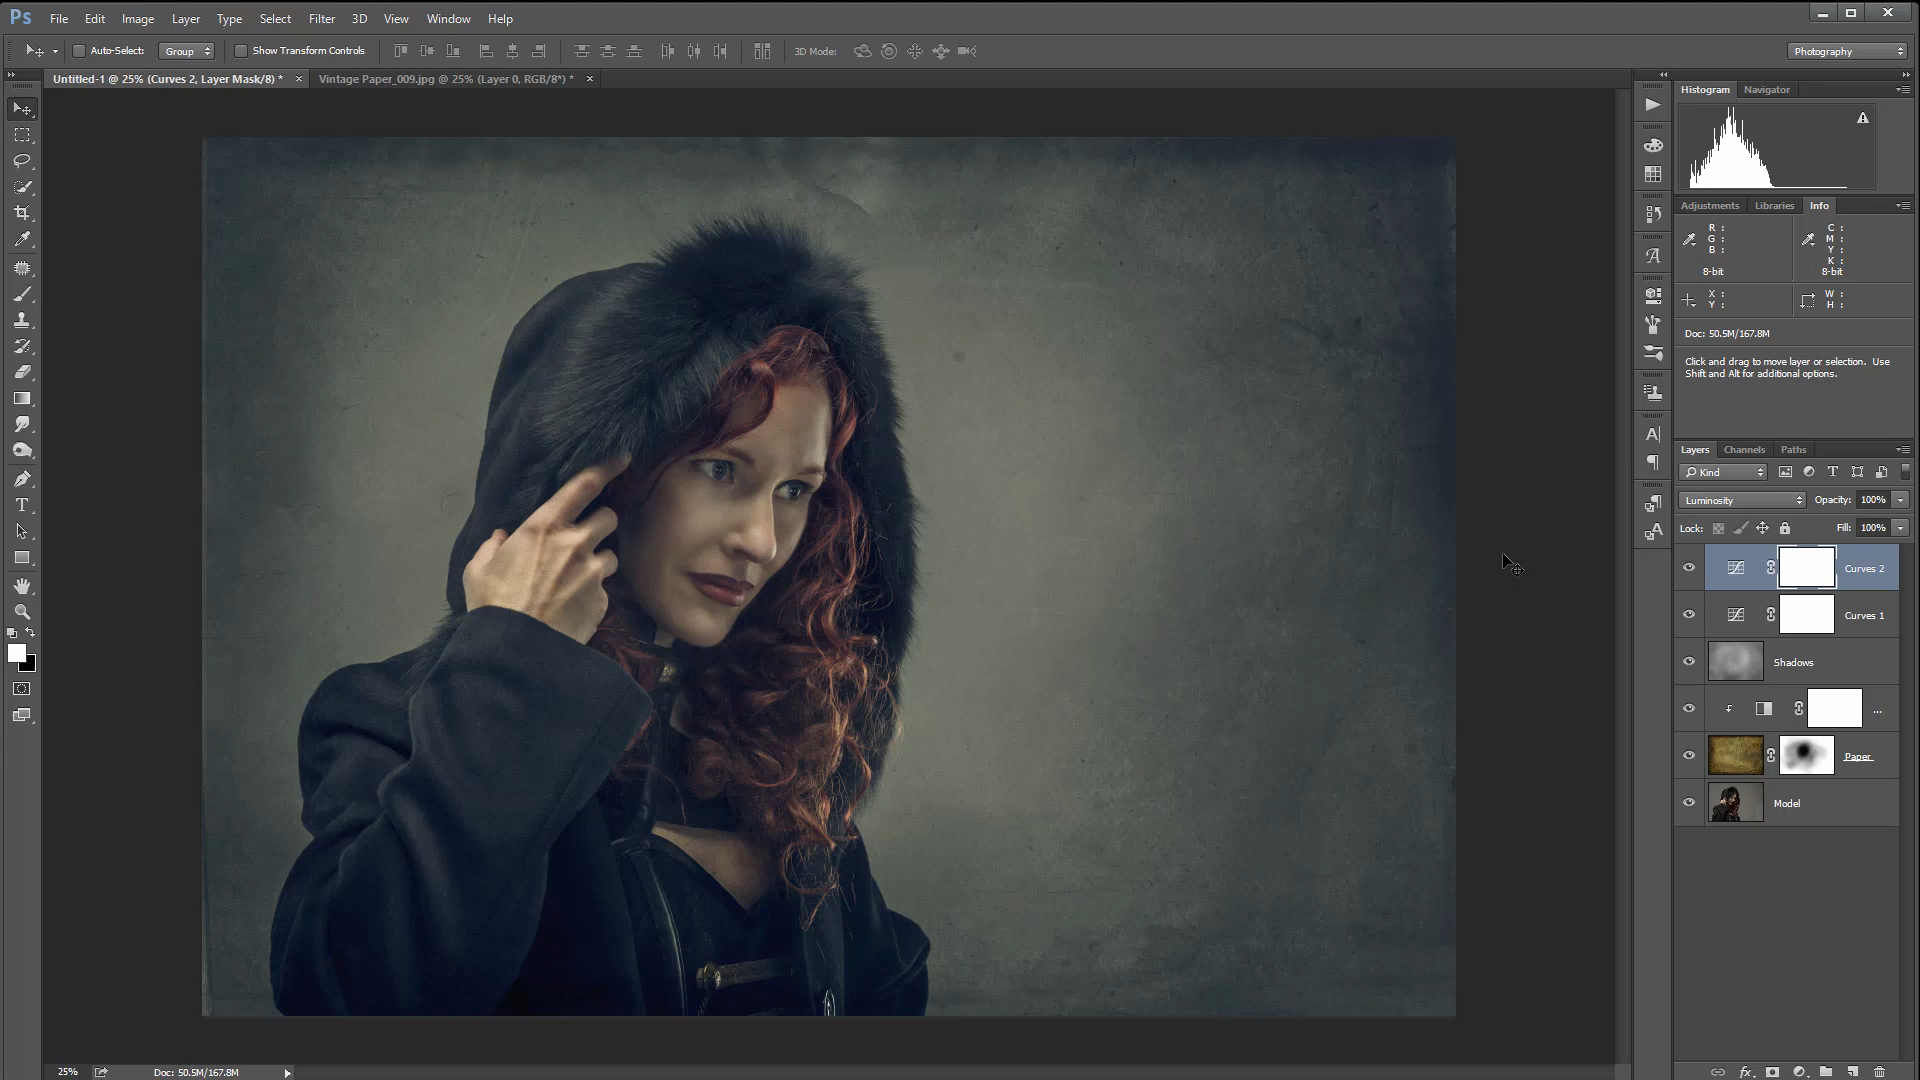 Ps File Edit Image Layer Type Select Filter 3D View Window Help
Auto-Select: Group Show Transform Controls 3D Mode: Photography
Untitled-1 @ 25% (Curves 2, Layer Mask/8) * × Vintage Paper_009.jpg @ 25% (Layer 0, RGB/8*) * ×
Histogram Navigator
Adjustments Libraries Info
R : C :
G : M :
B : Y :
K :
8-bit 8-bit
X : W :
Y : H :
Doc: 50.5M/167.8M
Click and drag to move layer or selection. Use
Shift and Alt for additional options.
Layers Channels Paths
Kind
Luminosity Opacity: 100%
Lock: Fill: 100%
Curves 2
Curves 1
Shadows
...
Paper
Model
25% Doc: 50.5M/167.8M
fx